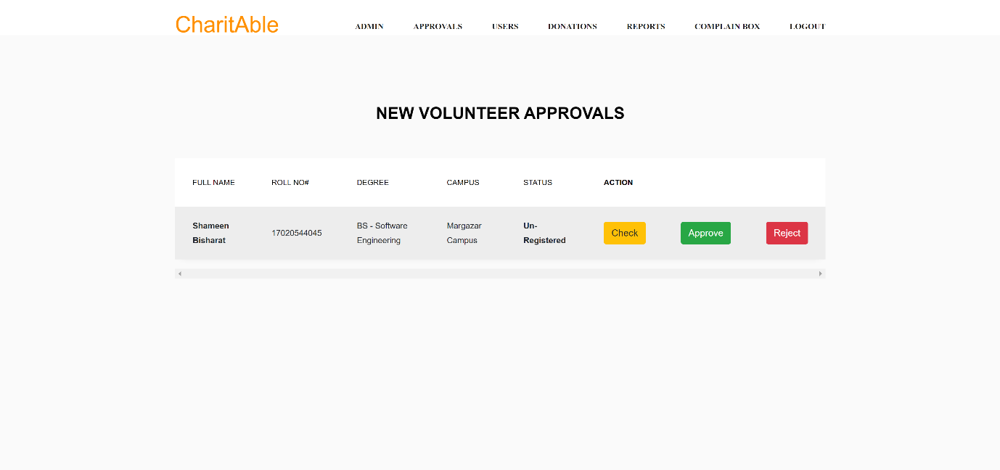 CharitAble
ADMIN APPROVALS USERS DONATIONS REPORTS COMPLAIN BOX LOGOUT
NEW VOLUNTEER APPROVALS
FULL NAME ROLL NO# DEGREE CAMPUS STATUS ACTION
Shameen
Bisharat
17020544045
BS - Software
Engineering
Margazar
Campus
Un-
Registered
Check
Approve
Reject